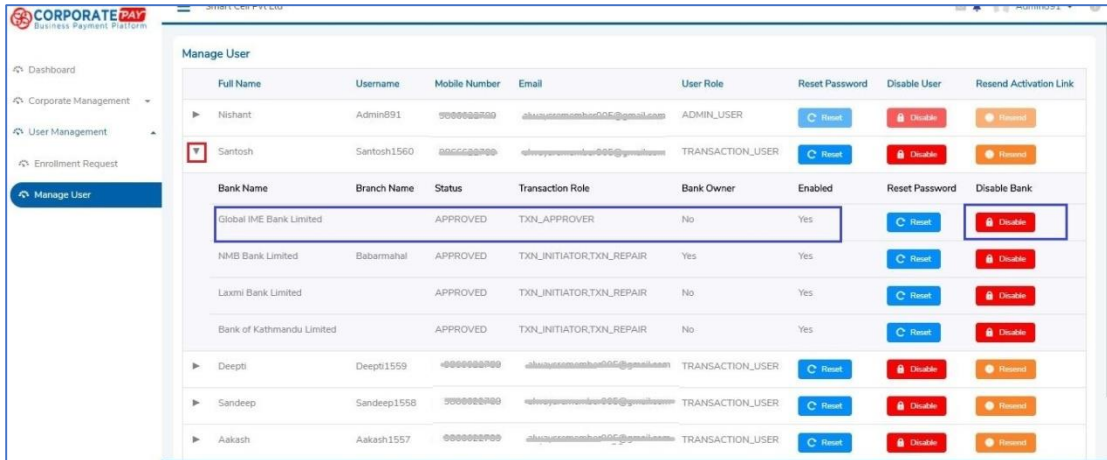 CORPORATE PAY
Business Payment Platform
Smart Cell Pvt Ltd
Dashboard
Corporate Management
User Management
Enrollment Request
Manage User
Manage User
Full Name Username Mobile Number Email User Role Reset Password Disable User Resend Activation Link
Nishant Admin891 ADMIN_USER Reset Disable Resend
Santosh Santosh1560 TRANSACTION_USER Reset Disable Resend
Bank Name Branch Name Status Transaction Role Bank Owner Enabled Reset Password Disable Bank
Global IME Bank Limited APPROVED TXN_APPROVER No Yes Reset Disable
NMB Bank Limited Babarmahal APPROVED TXN_INITIATOR,TXN_REPAIR Yes Yes Reset Disable
Laxmi Bank Limited APPROVED TXN_INITIATOR,TXN_REPAIR No Yes Reset Disable
Bank of Kathmandu Limited APPROVED TXN_INITIATOR,TXN_REPAIR No Yes Reset Disable
Deepti Deepti1559 TRANSACTION_USER Reset Disable Resend
Sandeep Sandeep1558 TRANSACTION_USER Reset Disable Resend
Aakash Aakash1557 TRANSACTION_USER Reset Disable Resend